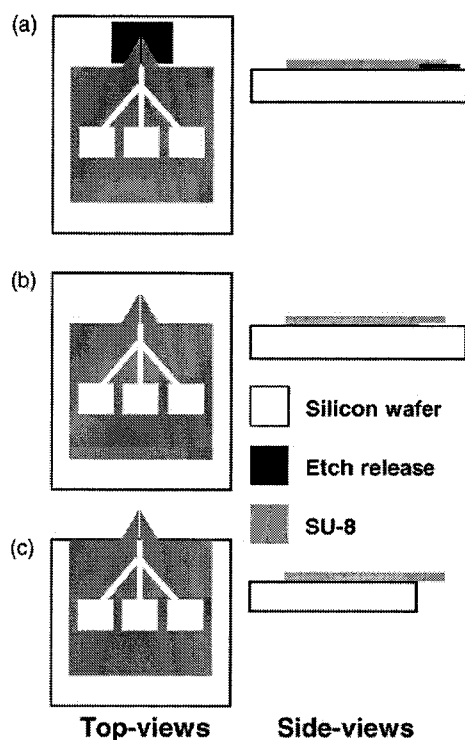 (a)
(b)
Silicon wafer
Etch release
SU-8
(c)
Top-views Side-views